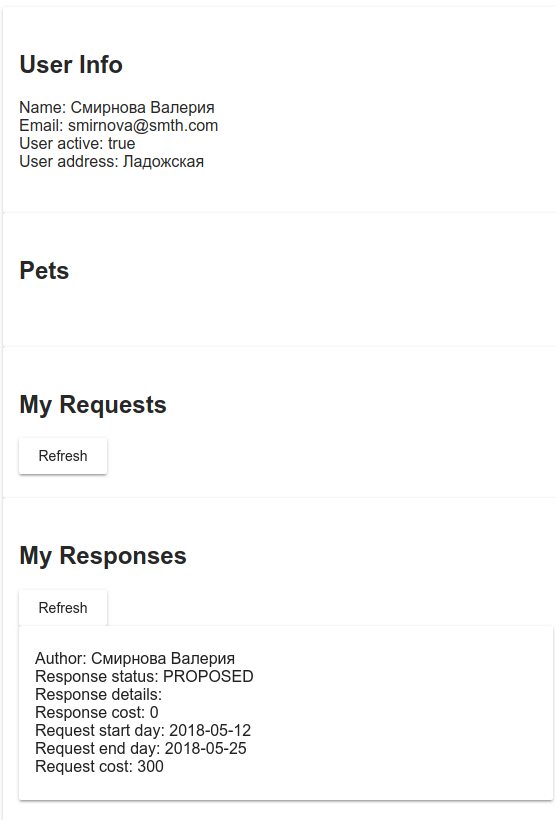 User Info
Name: Смирнова Валерия
Email: smirnova@smth.com
User active: true
User address: Ладожская
Pets
My Requests
Refresh
My Responses
Refresh
Author: Смирнова Валерия
Response status: PROPOSED
Response details:
Response cost: 0
Request start day: 2018-05-12
Request end day: 2018-05-25
Request cost: 300